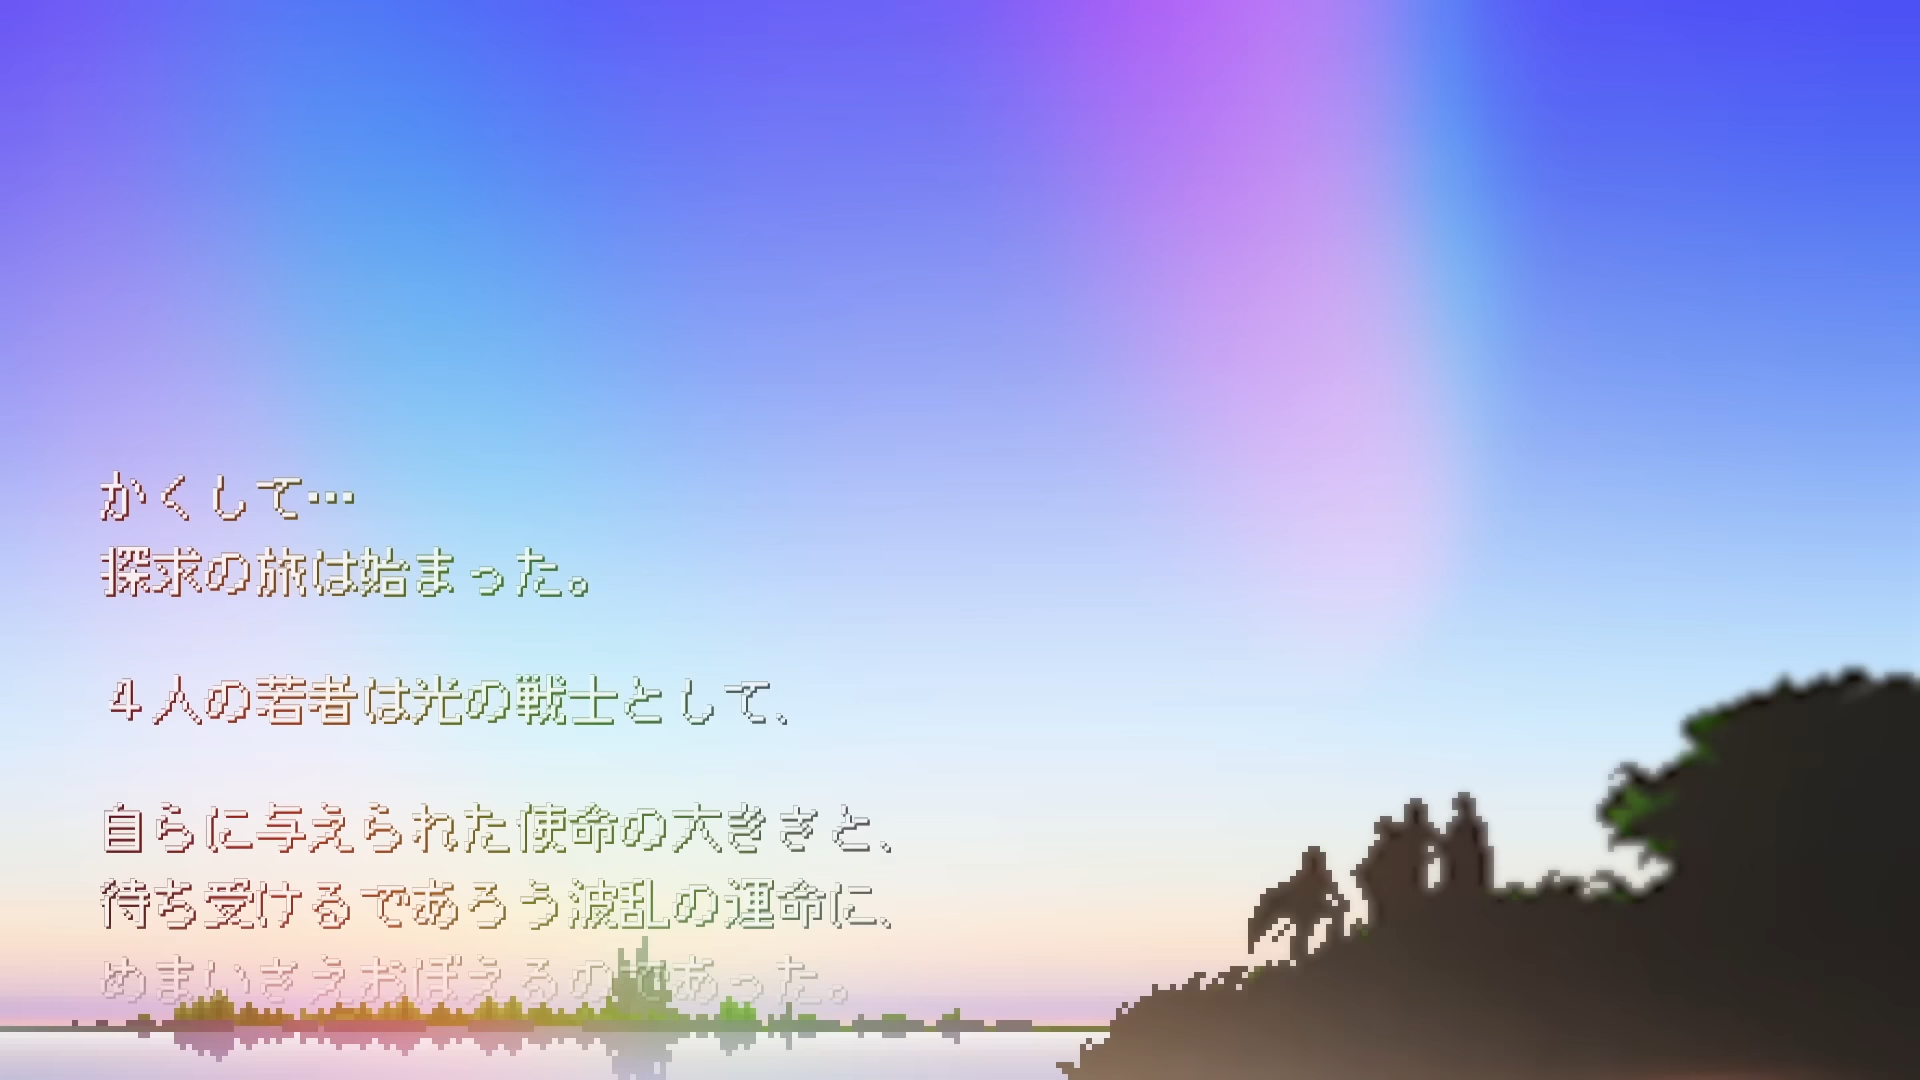 かくして…
探求の旅は始まった。
４人の若者は光の戦士として、
自らに与えられた使命の大きさと、
待ち受けるであろう波乱の運命に、
めまいさえおぼえるのであった。